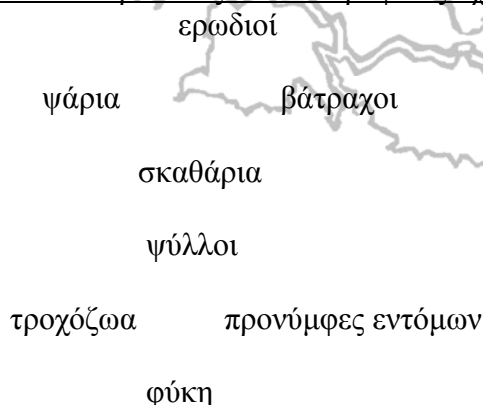 ερωδιοί
ψάρια βάτραχοι
σκαθάρια
ψύλλοι
τροχόζωα προνύμφες εντόμων
φύκη